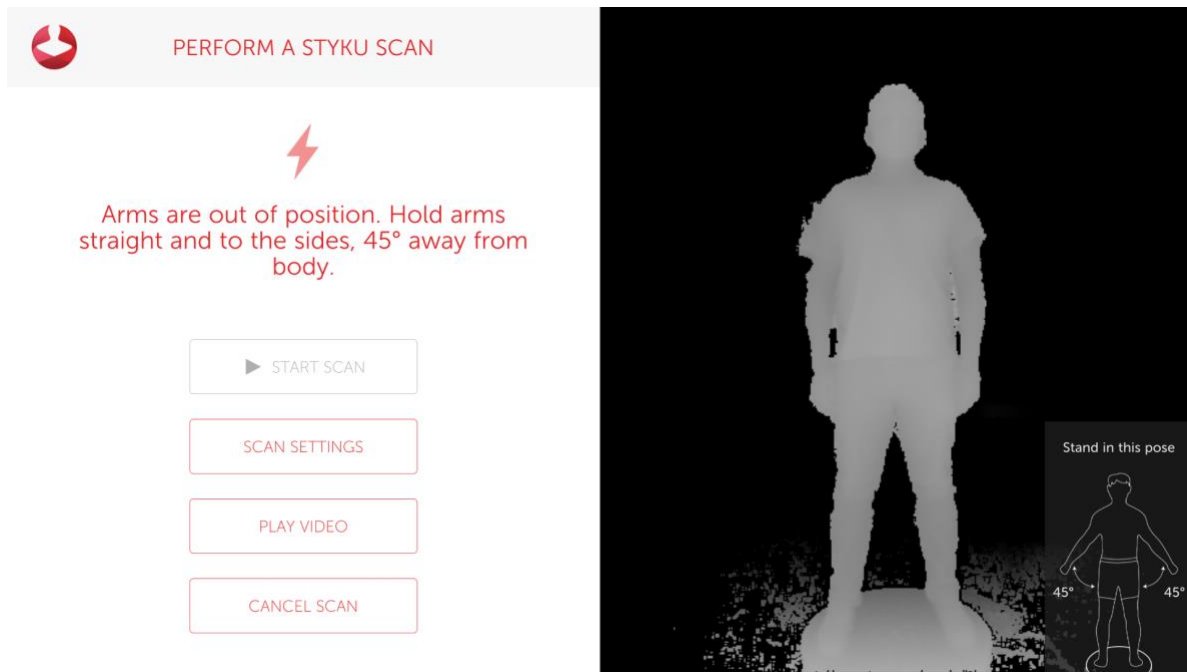 PERFORM A STYKU SCAN
Arms are out of position. Hold arms
straight and to the sides, 45° away from
body.
START SCAN
SCAN SETTINGS
PLAY VIDEO
CANCEL SCAN
Stand in this pose
45°
45°